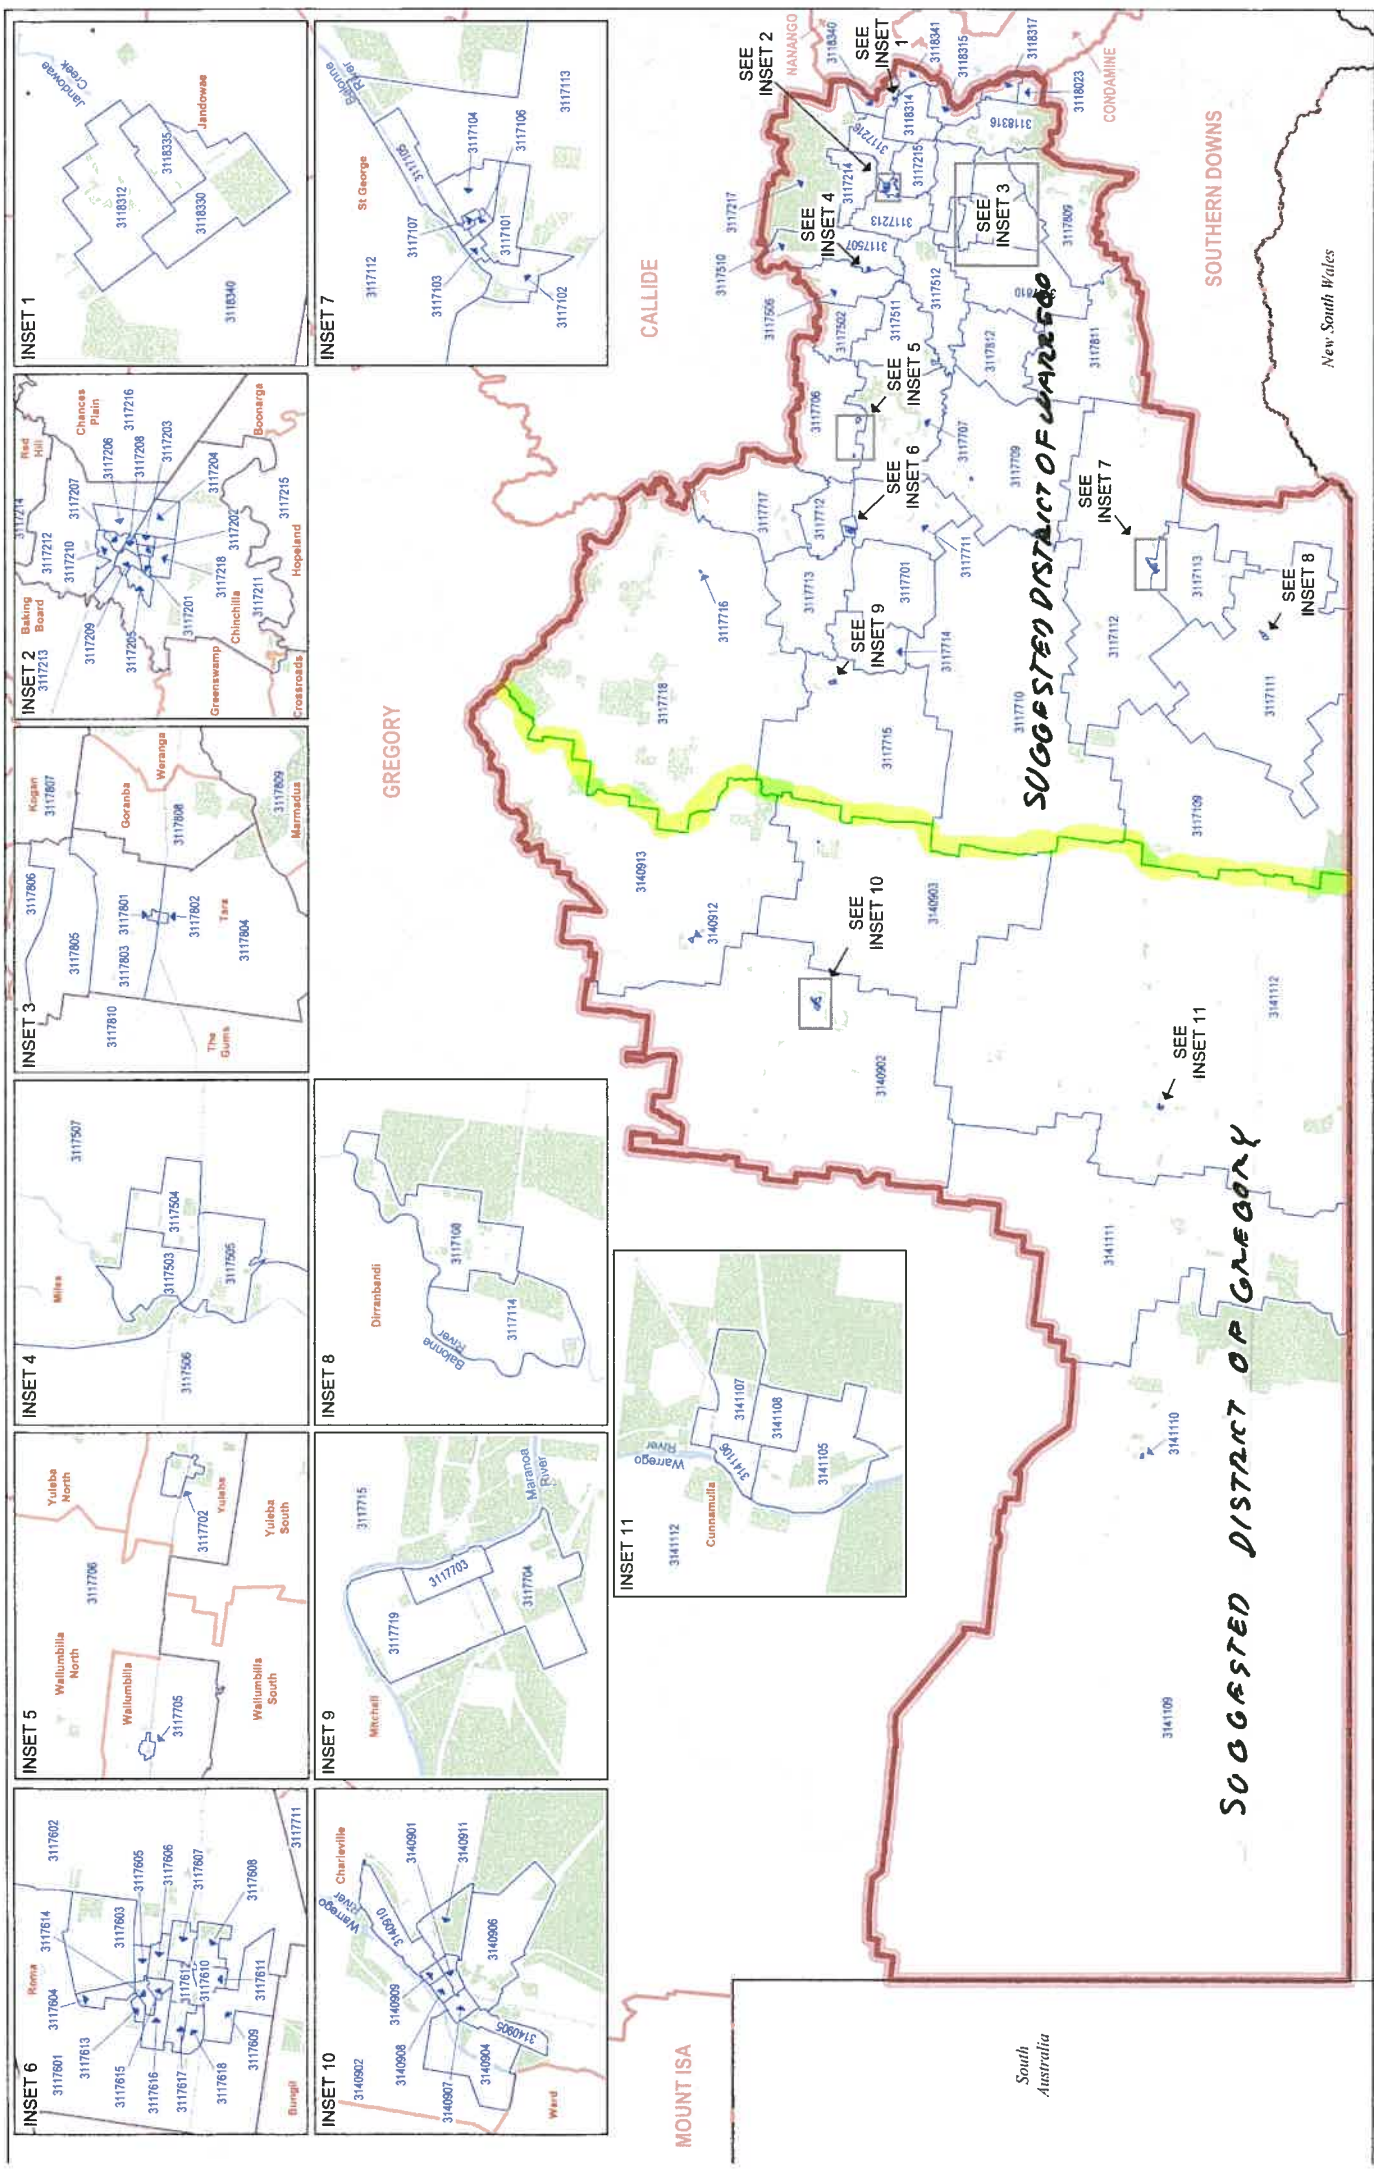 INSET 6
Roma
3117601
3117604
3117614
3117602
3117613
3117603
3117605
3117606
3117607
3117608
3117615
3117616
3117617
3117612
3117610
3117618
3117611
3117609
3117711
Bungil
INSET 5
Yuleba
North
Wallumbilla
North
3117706
Wallumbilla
3117705
3117702
Yuleba
Wallumbilla
South
Yuleba
South
INSET 4
Miles
3117507
3117504
3117503
3117505
3117506
INSET 3
3117806
Kogan
3117807
3117805
3117810
Goranba
3117803
3117801
Weranga
3117808
3117802
The
Gums
Tara
3117804
3117809
Marmadua
INSET 2
3117213
Baking
Board
3117214
Red
Hill
3117212
3117210
3117207
Chances
Plain
3117209
3117206
3117216
3117208
3117205
3117203
3117201
3117204
Greenswamp
3117218
3117202
Chinchilla
3117211
Boonarga
3117215
Crossroads
Hopeland
INSET 1
Jandowae
Creek
3118312
3118335
3118330
Jandowae
3118340
INSET 10
3140902
Warrego
River
Charleville
3140910
3140909
3140901
3140908
3140911
3140907
3140906
3140904
3140905
Ward
INSET 9
3117715
Mitchell
3117719
3117703
3117704
Maranoa
River
INSET 8
Dirranbandi
Balonne
River
3117108
3117114
INSET 7
Balonne
River
St George
3117112
3117105
3117107
3117104
3117103
3117106
3117101
3117102
3117113
INSET 11
3141112
Warrego
River
Cunnamulla
3141107
3141106
3141108
3141105
MOUNT ISA
GREGORY
CALLIDE
NANANGO
CONDAMINE
SOUTHERN DOWNS
New South Wales
South
Australia
SEE
INSET 2
SEE
INSET
1
3118340
3118341
3118315
3118317
3118314
3118023
3118316
3117217
3117510
3117214
3117216
3117215
SEE
INSET 4
3117213
3117507
3117506
3117502
3117511
3117512
SEE
INSET 3
3117809
3117812
3117811
SEE
INSET 5
3117706
3117707
3117709
SEE
INSET 6
3117717
3117712
3117713
3117701
3117711
3117716
SEE
INSET 9
3117714
3117718
3117715
3117710
SEE
INSET 7
3117112
3117113
SEE
INSET 8
3117111
3117109
SUGGESTED DISTRICT OF WARREGO
3140913
3140912
3140903
SEE
INSET 10
3140902
3141112
SEE
INSET 11
3141111
3141110
3141109
SUGGESTED DISTRICT OF GREGORY